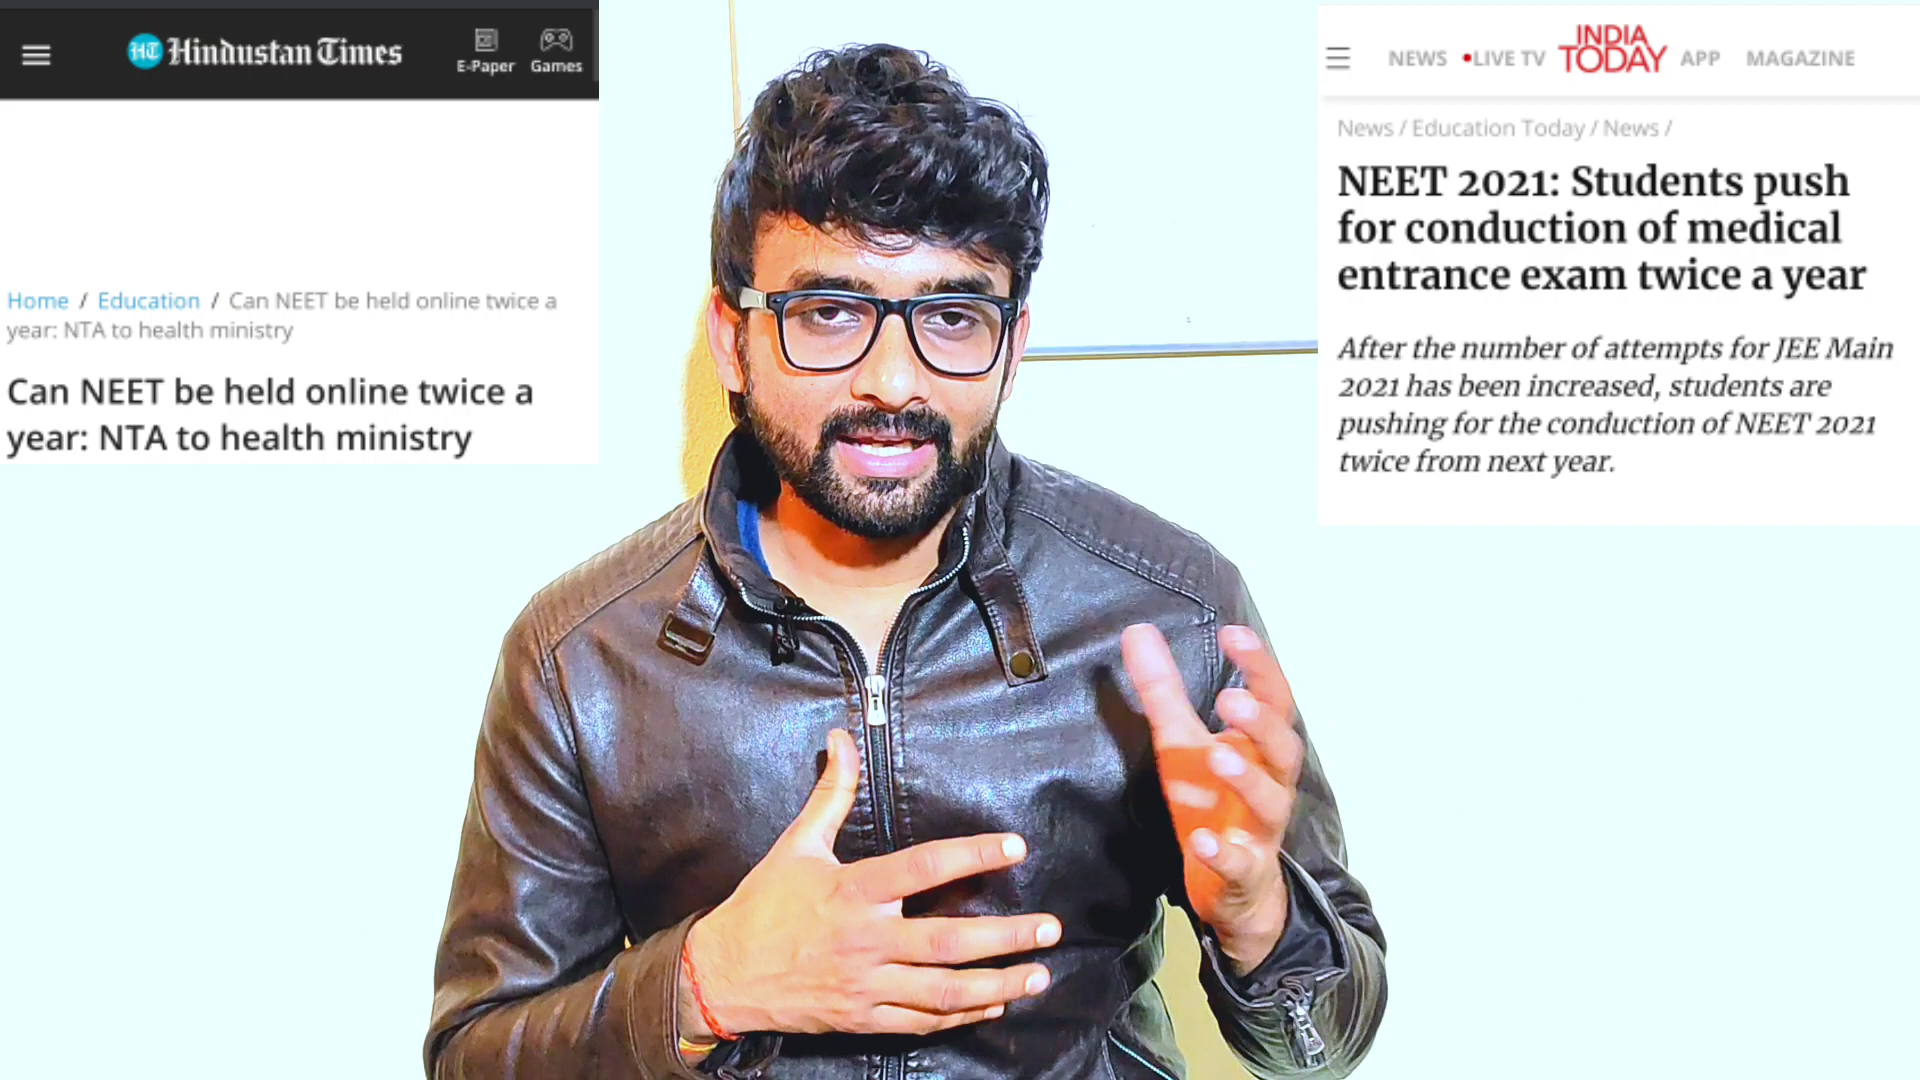 HT Hindustan Times
E-Paper Games
Home / Education / Can NEET be held online twice a
year: NTA to health ministry
Can NEET be held online twice a
year: NTA to health ministry
NEWS LIVE TV INDIA TODAY APP MAGAZINE
News / Education Today / News /
NEET 2021: Students push
for conduction of medical
entrance exam twice a year
After the number of attempts for JEE Main
2021 has been increased, students are
pushing for the conduction of NEET 2021
twice from next year.